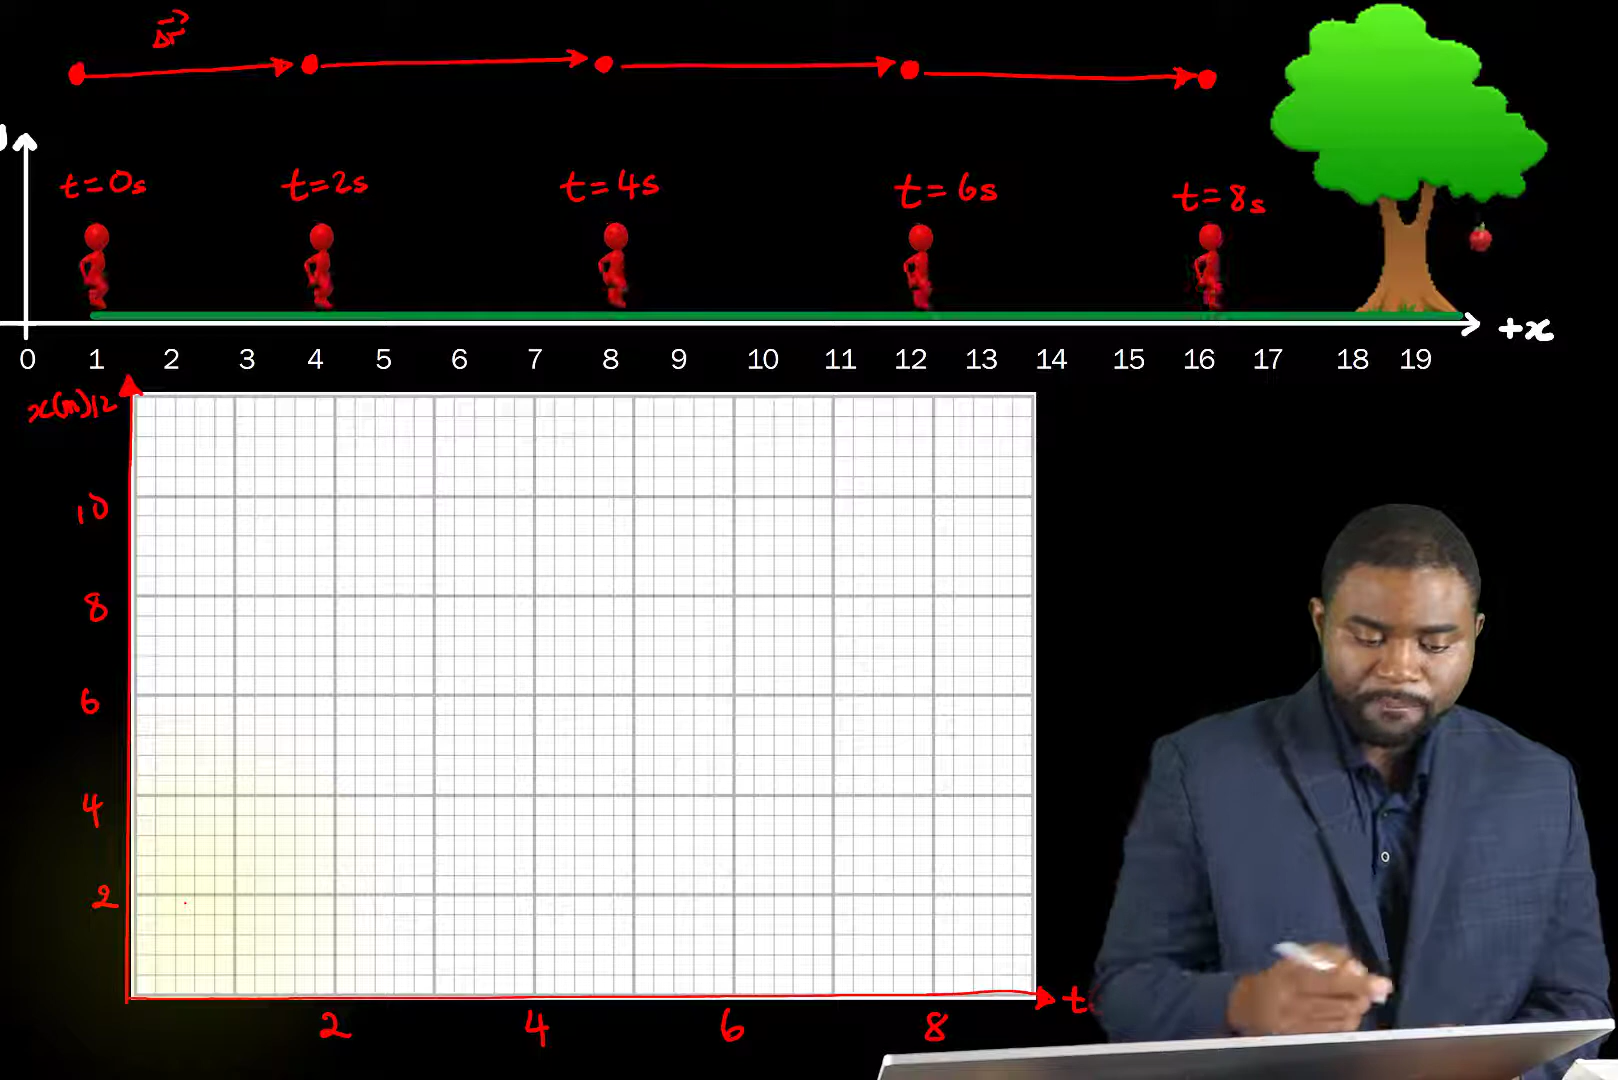 Δr
y
t=0s t=2s t=4s t=6s t=8s
+x
0 1 2 3 4 5 6 7 8 9 10 11 12 13 14 15 16 17 18 19
x(m) 12
10
8
6
4
2
t
2 4 6 8